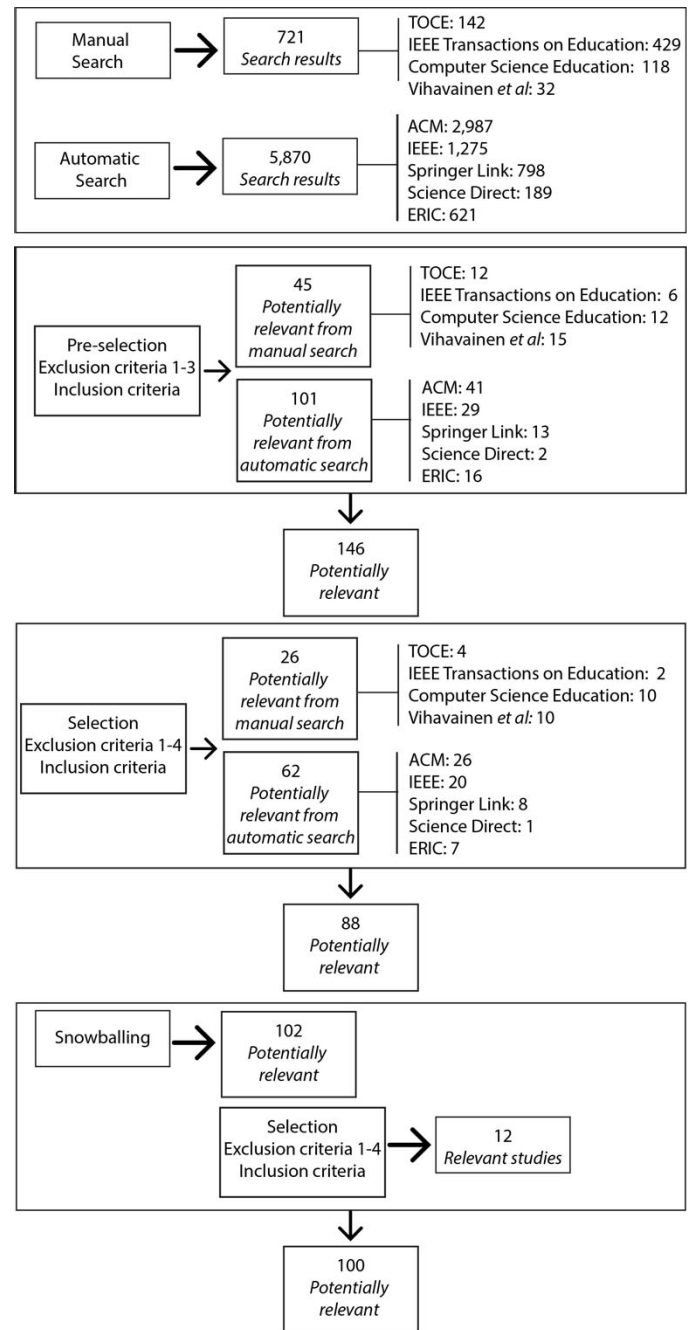 Manual
Search
721
Search results
TOCE: 142
IEEE Transactions on Education: 429
Computer Science Education:  118
Vihavainen et al: 32
Automatic
Search
5,870
Search results
ACM: 2,987
IEEE: 1,275
Springer Link: 798
Science Direct: 189
ERIC: 621
Pre-selection
Exclusion criteria 1-3
Inclusion criteria
45
Potentially
relevant from
manual search
TOCE: 12
IEEE Transactions on Education:  6
Computer Science Education: 12
Vihavainen et al: 15
101
Potentially
relevant from
automatic search
ACM: 41
IEEE: 29
Springer Link: 13
Science Direct: 2
ERIC: 16
146
Potentially
relevant
Selection
Exclusion criteria 1-4
Inclusion criteria
26
Potentially
relevant from
manual search
TOCE: 4
IEEE Transactions on Education:  2
Computer Science Education: 10
Vihavainen et al: 10
62
Potentially
relevant from
automatic search
ACM: 26
IEEE: 20
Springer Link: 8
Science Direct: 1
ERIC: 7
88
Potentially
relevant
Snowballing
102
Potentially
relevant
Selection
Exclusion criteria 1-4
Inclusion criteria
12
Relevant studies
100
Potentially
relevant